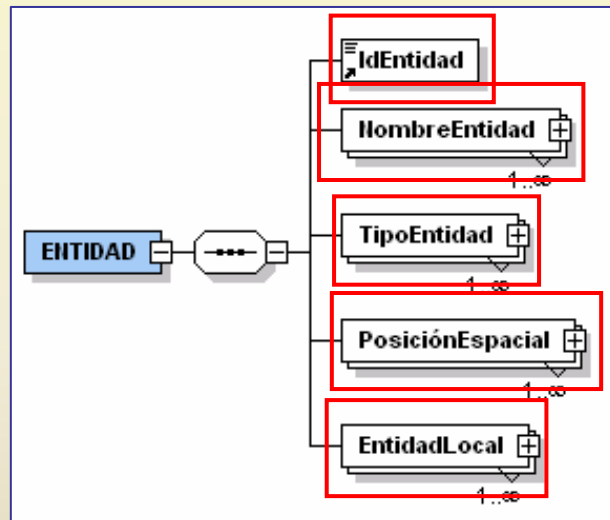 IdEntidad
NombreEntidad
1..∞
TipoEntidad
1..∞
ENTIDAD
PosiciónEspacial
1..∞
EntidadLocal
1..∞